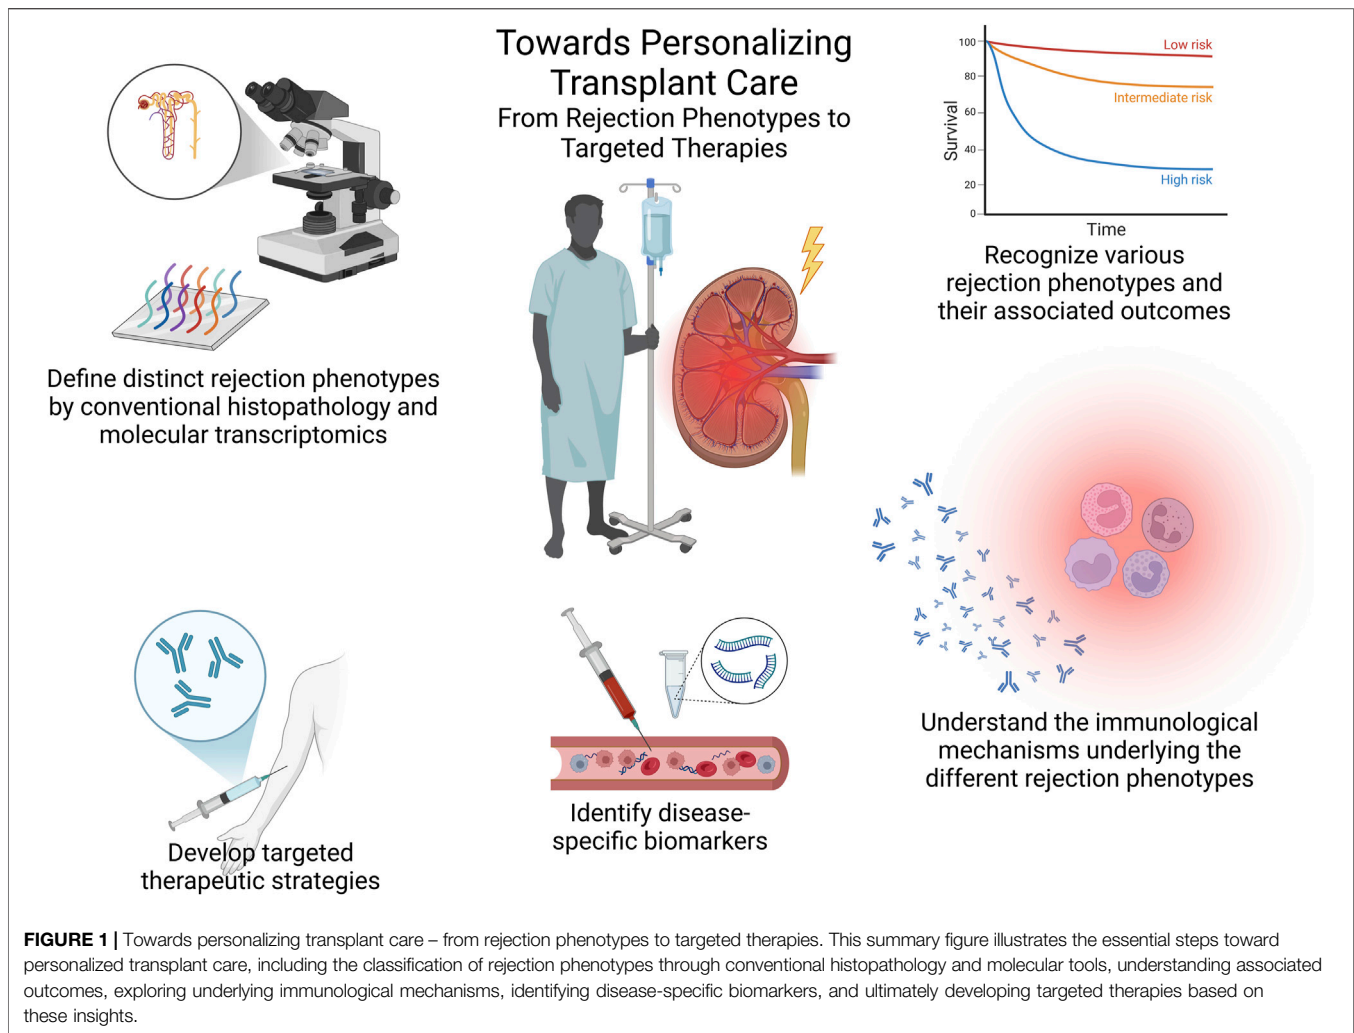 Towards Personalizing
Transplant Care
From Rejection Phenotypes to
Targeted Therapies
Define distinct rejection phenotypes
by conventional histopathology and
molecular transcriptomics
Survival
100
80
60
40
20
0
Low risk
Intermediate risk
High risk
Time
Recognize various
rejection phenotypes and
their associated outcomes
Understand the immunological
mechanisms underlying the
different rejection phenotypes
Identify disease-
specific biomarkers
Develop targeted
therapeutic strategies
FIGURE 1 | Towards personalizing transplant care – from rejection phenotypes to targeted therapies. This summary figure illustrates the essential steps toward
personalized transplant care, including the classification of rejection phenotypes through conventional histopathology and molecular tools, understanding associated
outcomes, exploring underlying immunological mechanisms, identifying disease-specific biomarkers, and ultimately developing targeted therapies based on
these insights.